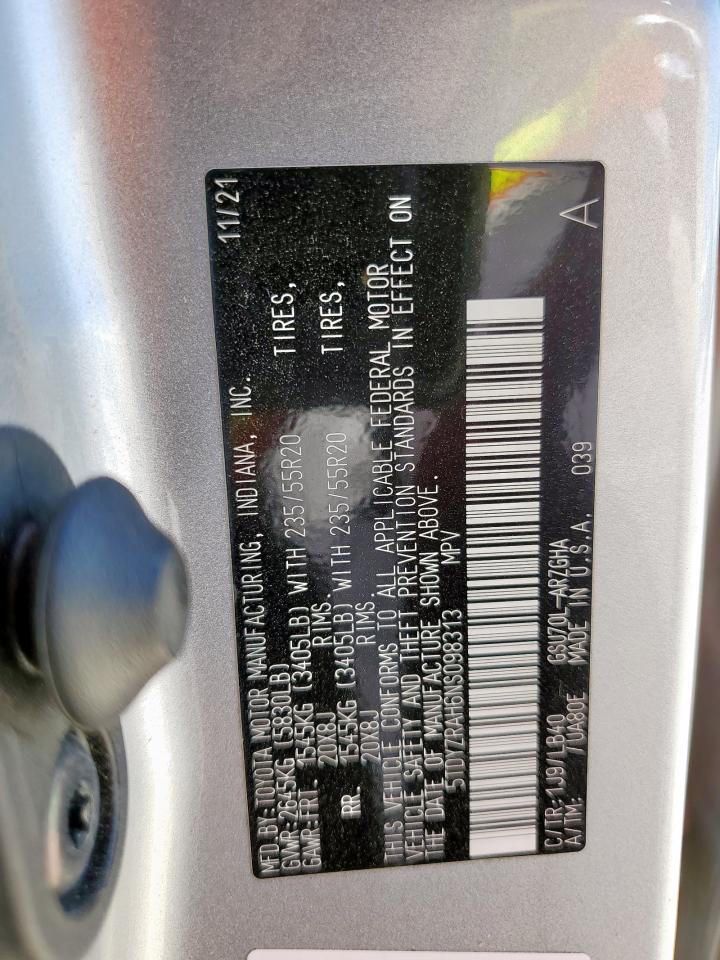 MFD.BY:TOYOTA MOTOR MANUFACTURING, INDIANA, INC. 11/21
GVWR:2645KG (5830LB)
GAWR:FRT. 1545KG (3405LB) WITH 235/55R20 TIRES,
20X8J RIMS.
RR. 1545KG (3405LB) WITH 235/55R20 TIRES,
20X8J RIMS.
THIS VEHICLE CONFORMS TO ALL APPLICABLE FEDERAL MOTOR
VEHICLE SAFETY AND THEFT PREVENTION STANDARDS IN EFFECT ON
THE DATE OF MANUFACTURE SHOWN ABOVE.
5TDYZRAH6NS098313 MPV
C/TR:1J9/LB40 GSU70L-ARZGHA 039
A/TM: /UA80E MADE IN U.S.A. A